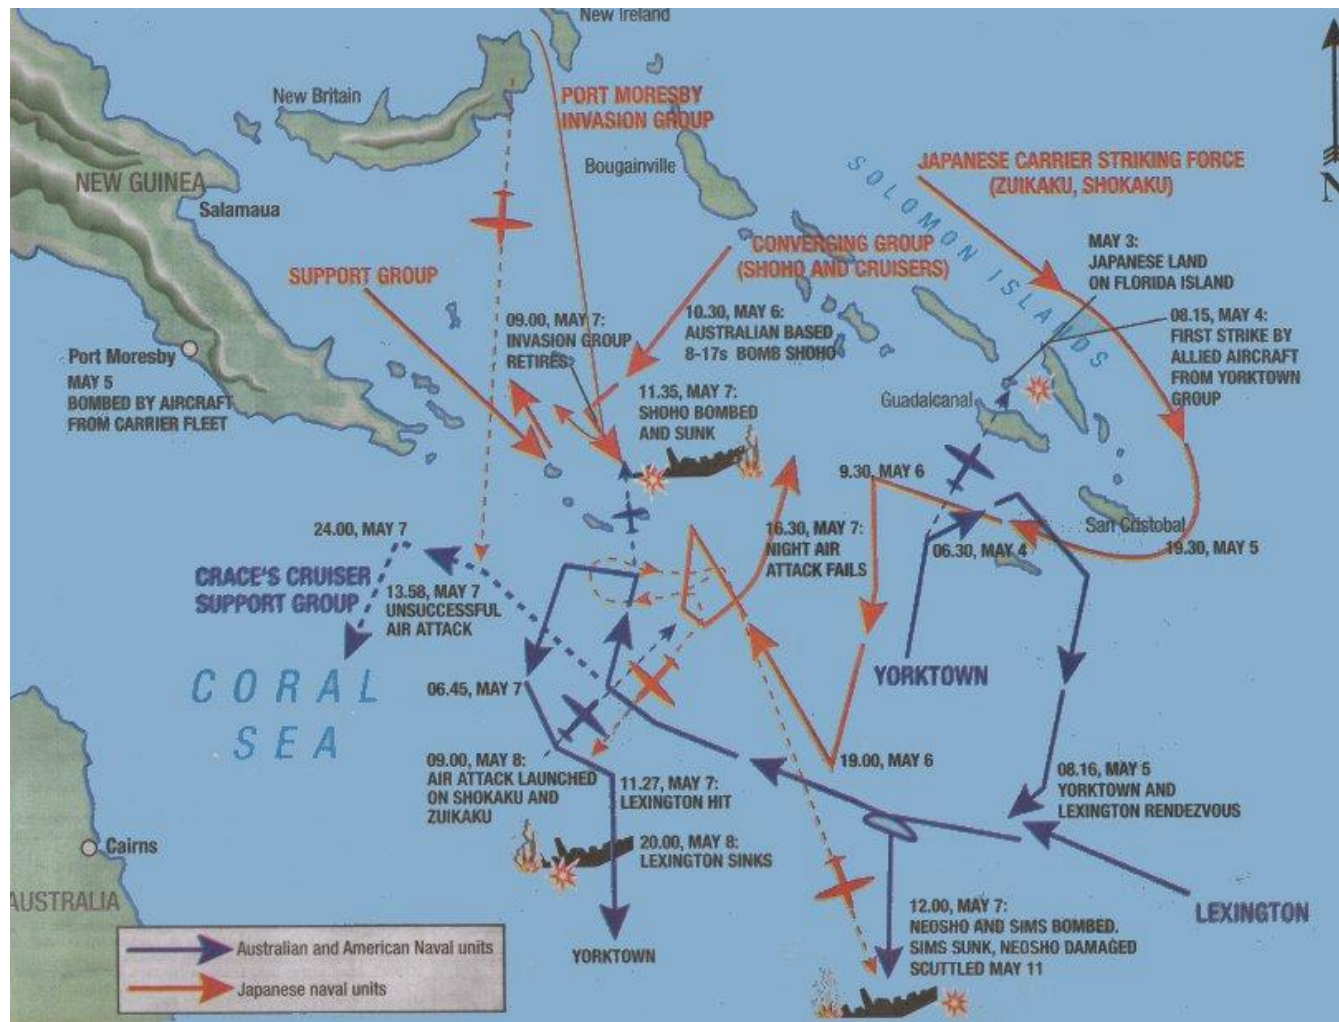 New Ireland
New Britain
PORT MORESBY
INVASION GROUP
Bougainville
JAPANESE CARRIER STRIKING FORCE
(ZUIKAKU, SHOKAKU)
SOLOMON ISLANDS
N
NEW GUINEA
Salamaua
SUPPORT GROUP
CONVERGING GROUP
(SHOHO AND CRUISERS)
MAY 3:
JAPANESE LAND
ON FLORIDA ISLAND
09.00, MAY 7:
INVASION GROUP
RETIRES
10.30, MAY 6:
AUSTRALIAN BASED
8-17s BOMB SHOHO
08.15, MAY 4:
FIRST STRIKE BY
ALLIED AIRCRAFT
FROM YORKTOWN
GROUP
Port Moresby
MAY 5
BOMBED BY AIRCRAFT
FROM CARRIER FLEET
11.35, MAY 7:
SHOHO BOMBED
AND SUNK
Guadalcanal
9.30, MAY 6
San Cristobal
19.30, MAY 5
06.30, MAY 4
16.30, MAY 7:
NIGHT AIR
ATTACK FAILS
24.00, MAY 7
CRACE'S CRUISER
SUPPORT GROUP
13.58, MAY 7
UNSUCCESSFUL
AIR ATTACK
YORKTOWN
CORAL
SEA
06.45, MAY 7
09.00, MAY 8:
AIR ATTACK LAUNCHED
ON SHOKAKU AND
ZUIKAKU
11.27, MAY 7:
LEXINGTON HIT
19.00, MAY 6
08.16, MAY 5
YORKTOWN AND
LEXINGTON RENDEZVOUS
20.00, MAY 8:
LEXINGTON SINKS
Cairns
AUSTRALIA
LEXINGTON
12.00, MAY 7:
NEOSHO AND SIMS BOMBED.
SIMS SUNK, NEOSHO DAMAGED
SCUTTLED MAY 11
YORKTOWN
Australian and American Naval units
Japanese naval units